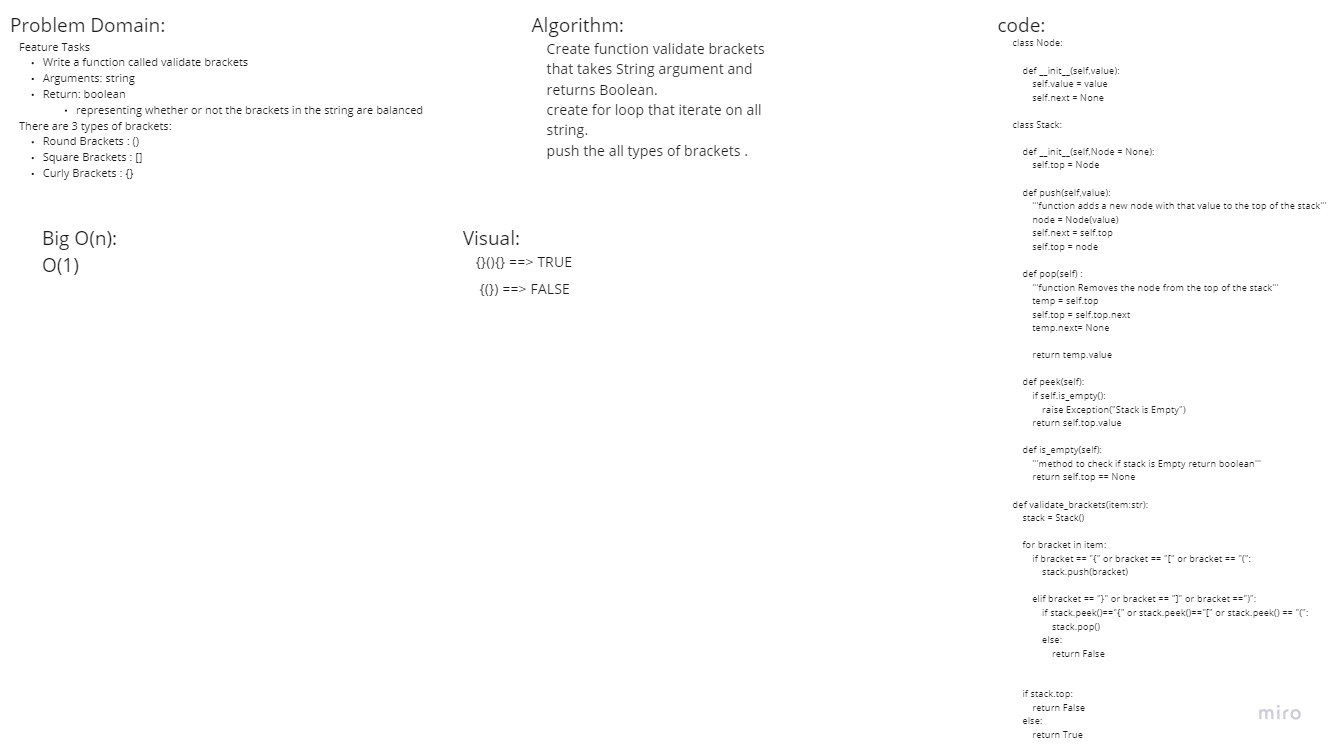 Problem Domain:
Feature Tasks
• Write a function called validate brackets
• Arguments: string
• Return: boolean
• representing whether or not the brackets in the string are balanced
There are 3 types of brackets:
• Round Brackets : ()
• Square Brackets : []
• Curly Brackets : {}
Algorithm:
Create function validate brackets
that takes String argument and
returns Boolean.
create for loop that iterate on all
string.
push the all types of brackets .
Big O(n):
O(1)
Visual:
{}(){} ==> TRUE
{(}) ==> FALSE
code:
class Node:
def __init__(self,value):
self.value = value
self.next = None
class Stack:
def __init__(self,Node = None):
self.top = Node
def push(self,value):
'''function adds a new node with that value to the top of the stack'''
node = Node(value)
self.next = self.top
self.top = node
def pop(self) :
'''function Removes the node from the top of the stack'''
temp = self.top
self.top = self.top.next
temp.next= None
return temp.value
def peek(self):
if self.is_empty():
raise Exception("Stack is Empty")
return self.top.value
def is_empty(self):
'''method to check if stack is Empty return boolean'''
return self.top == None
def validate_brackets(item:str):
stack = Stack()
for bracket in item:
if bracket == "{" or bracket == "[" or bracket == "(":
stack.push(bracket)
elif bracket == "}" or bracket == "]" or bracket ==")":
if stack.peek()=="{" or stack.peek()=="[" or stack.peek() == "(":
stack.pop()
else:
return False
if stack.top:
return False
else:
return True
miro